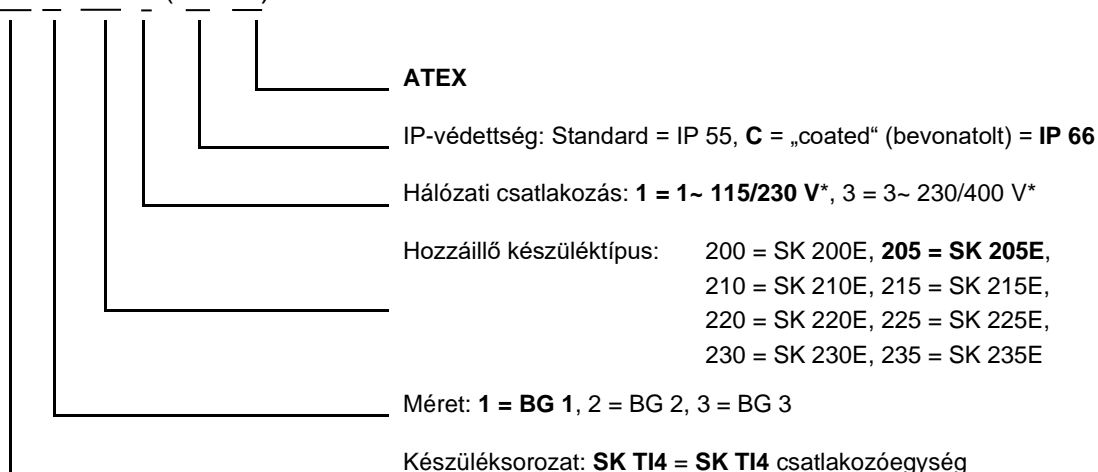 ATEX
IP-védettség: Standard = IP 55, C = „coated“ (bevonatolt) = IP 66
Hálózati csatlakozás: 1 = 1~ 115/230 V*, 3 = 3~ 230/400 V*
Hozzáillő készüléktípus: 200 = SK 200E, 205 = SK 205E,
210 = SK 210E, 215 = SK 215E,
220 = SK 220E, 225 = SK 225E,
230 = SK 230E, 235 = SK 235E
Méret: 1 = BG 1, 2 = BG 2, 3 = BG 3
Készüléksorozat: SK TI4 = SK TI4 csatlakozóegység